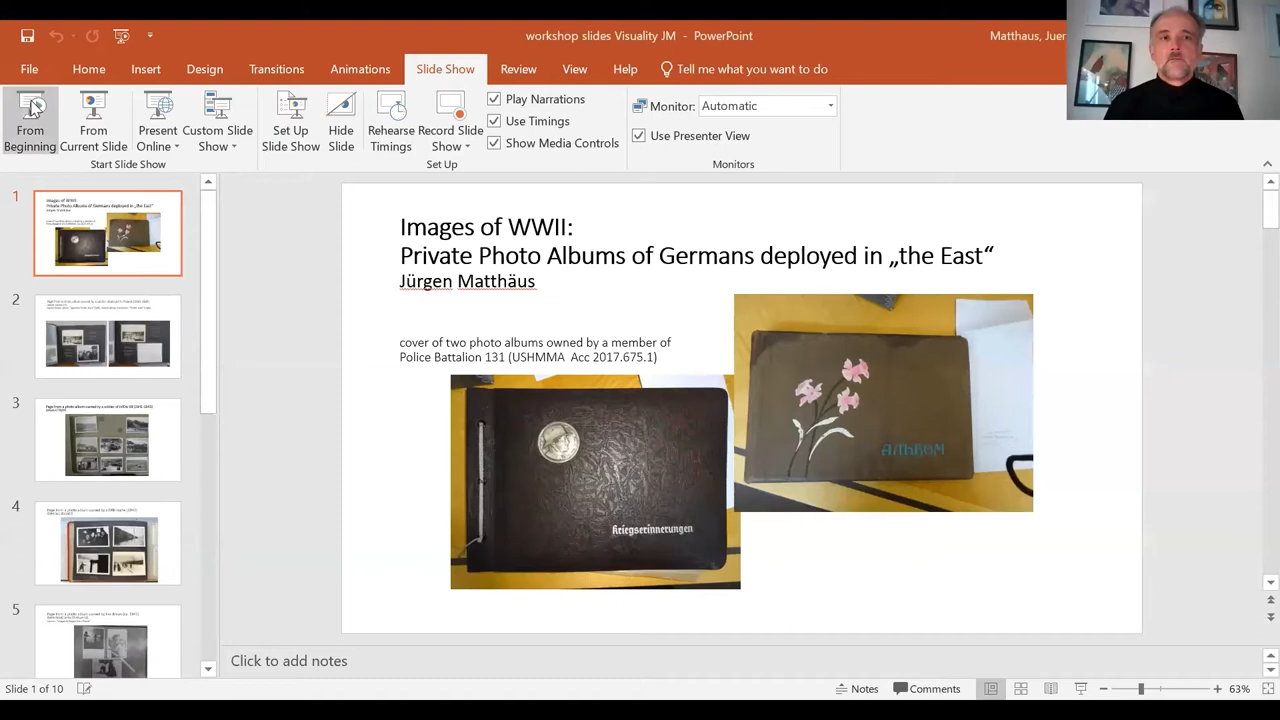 workshop slides Visuality JM - PowerPoint
Matthaus, Juer
File
Home
Insert
Design
Transitions
Animations
Slide Show
Review
View
Help
Tell me what you want to do
From Beginning
From Current Slide
Present Online
Custom Slide Show
Set Up Slide Show
Hide Slide
Rehearse Timings
Record Slide Show
Play Narrations
Use Timings
Show Media Controls
Monitor: Automatic
Use Presenter View
Start Slide Show
Set Up
Monitors
1
2
3
4
5
Images of WWII:
Private Photo Albums of Germans deployed in „the East“
Jürgen Matthäus
cover of two photo albums owned by a member of
Police Battalion 131 (USHMMA Acc 2017.675.1)
Kriegserinnerungen
Click to add notes
Slide 1 of 10
Notes
Comments
63%